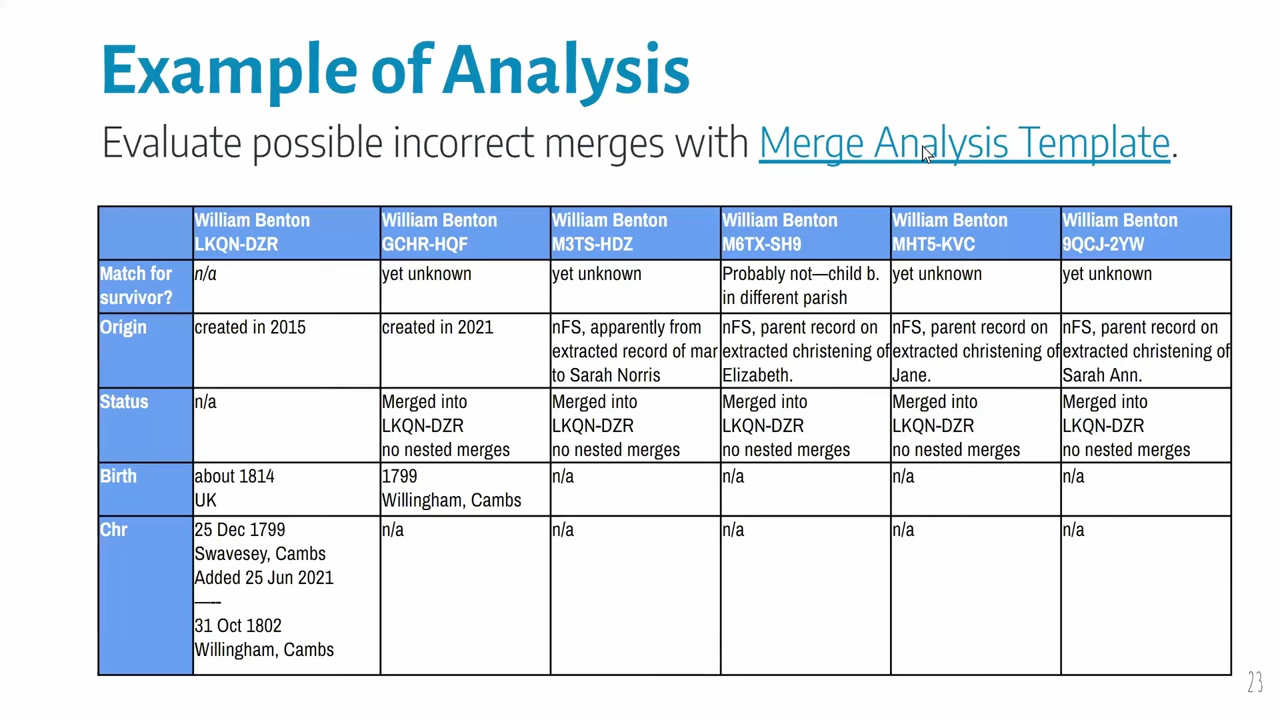 Example of Analysis
Evaluate possible incorrect merges with Merge Analysis Template.
William Benton
LKQN-DZR
William Benton
GCHR-HQF
William Benton
M3TS-HDZ
William Benton
M6TX-SH9
William Benton
MHT5-KVC
William Benton
9QCJ-2YW
Match for
survivor?
n/a
yet unknown
yet unknown
Probably not—child b.
in different parish
yet unknown
yet unknown
Origin
created in 2015
created in 2021
nFS, apparently from
extracted record of mar
to Sarah Norris
nFS, parent record on
extracted christening of
Elizabeth.
nFS, parent record on
extracted christening of
Jane.
nFS, parent record on
extracted christening of
Sarah Ann.
Status
n/a
Merged into
LKQN-DZR
no nested merges
Merged into
LKQN-DZR
no nested merges
Merged into
LKQN-DZR
no nested merges
Merged into
LKQN-DZR
no nested merges
Merged into
LKQN-DZR
no nested merges
Birth
about 1814
UK
1799
Willingham, Cambs
n/a
n/a
n/a
n/a
Chr
25 Dec 1799
Swavesey, Cambs
Added 25 Jun 2021
—--
31 Oct 1802
Willingham, Cambs
n/a
n/a
n/a
n/a
n/a
23